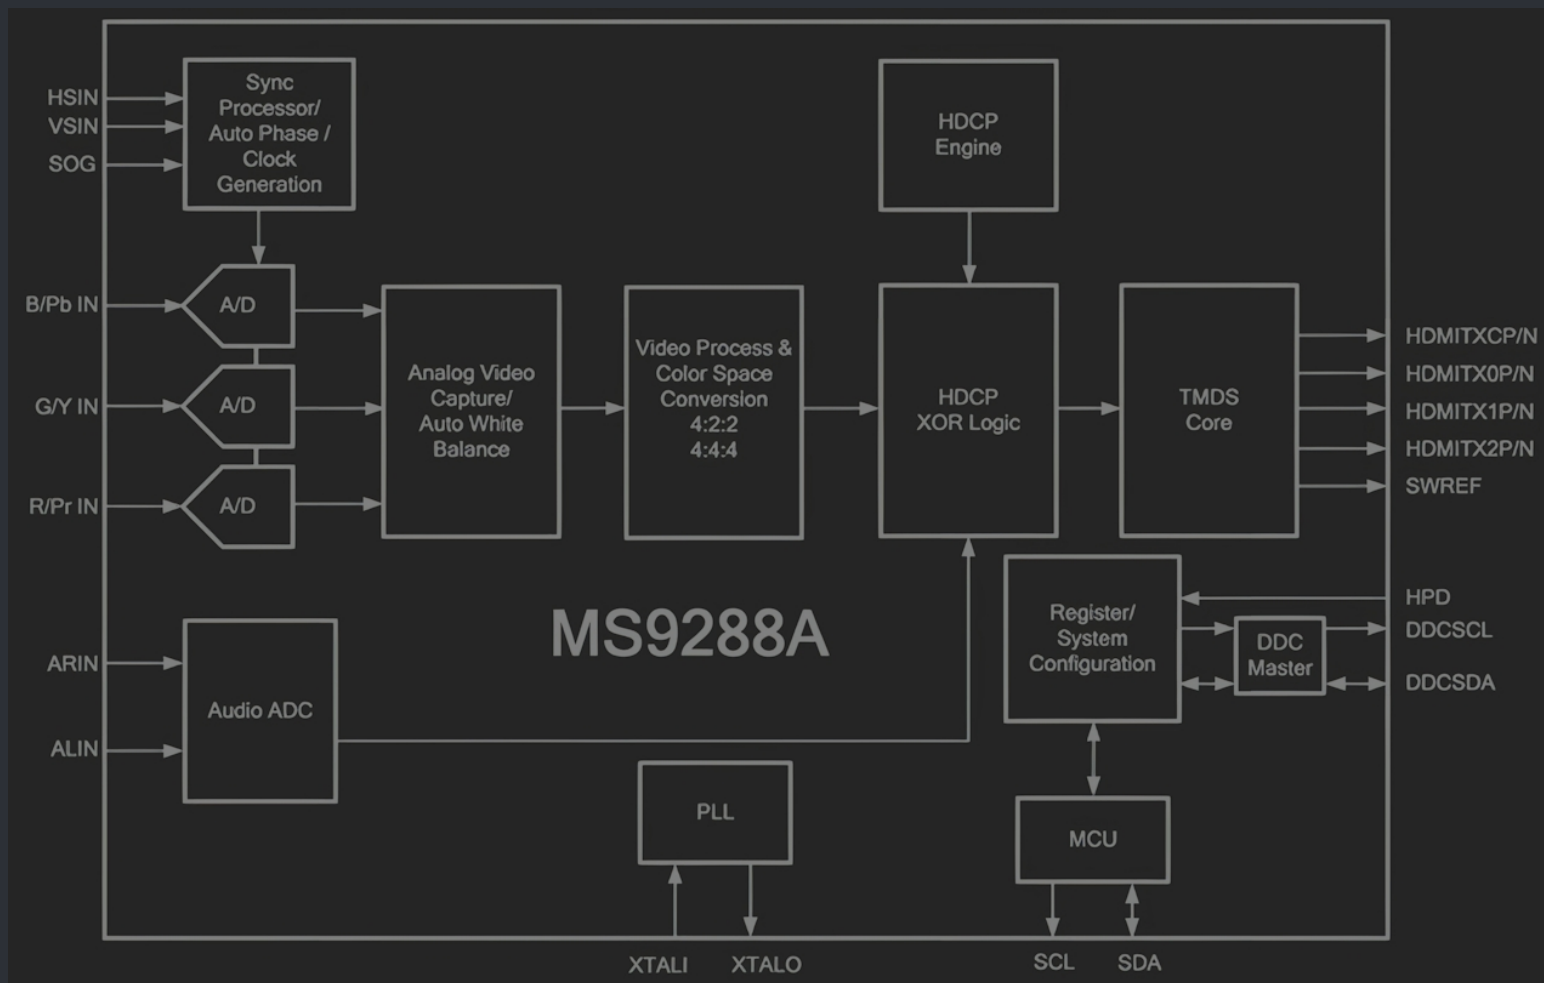 HSIN
VSIN
SOG
Sync
Processor/
Auto Phase /
Clock
Generation
HDCP
Engine
B/Pb IN
A/D
G/Y IN
A/D
R/Pr IN
A/D
Analog Video
Capture/
Auto White
Balance
Video Process &
Color Space
Conversion
4:2:2
4:4:4
HDCP
XOR Logic
TMDS
Core
HDMITXCP/N
HDMITX0P/N
HDMITX1P/N
HDMITX2P/N
SWREF
MS9288A
ARIN
ALIN
Audio ADC
Register/
System
Configuration
DDC
Master
HPD
DDCSCL
DDCSDA
PLL
MCU
XTALI
XTALO
SCL
SDA